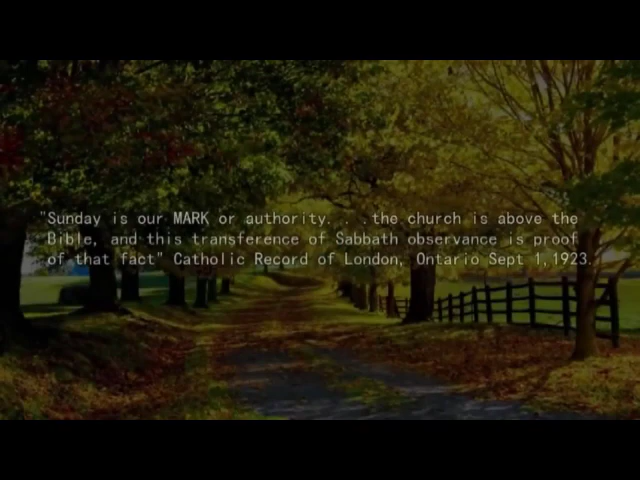 "Sunday is our MARK or authority. . .the church is above the
Bible, and this transference of Sabbath observance is proof
of that fact" Catholic Record of London, Ontario Sept 1,1923.